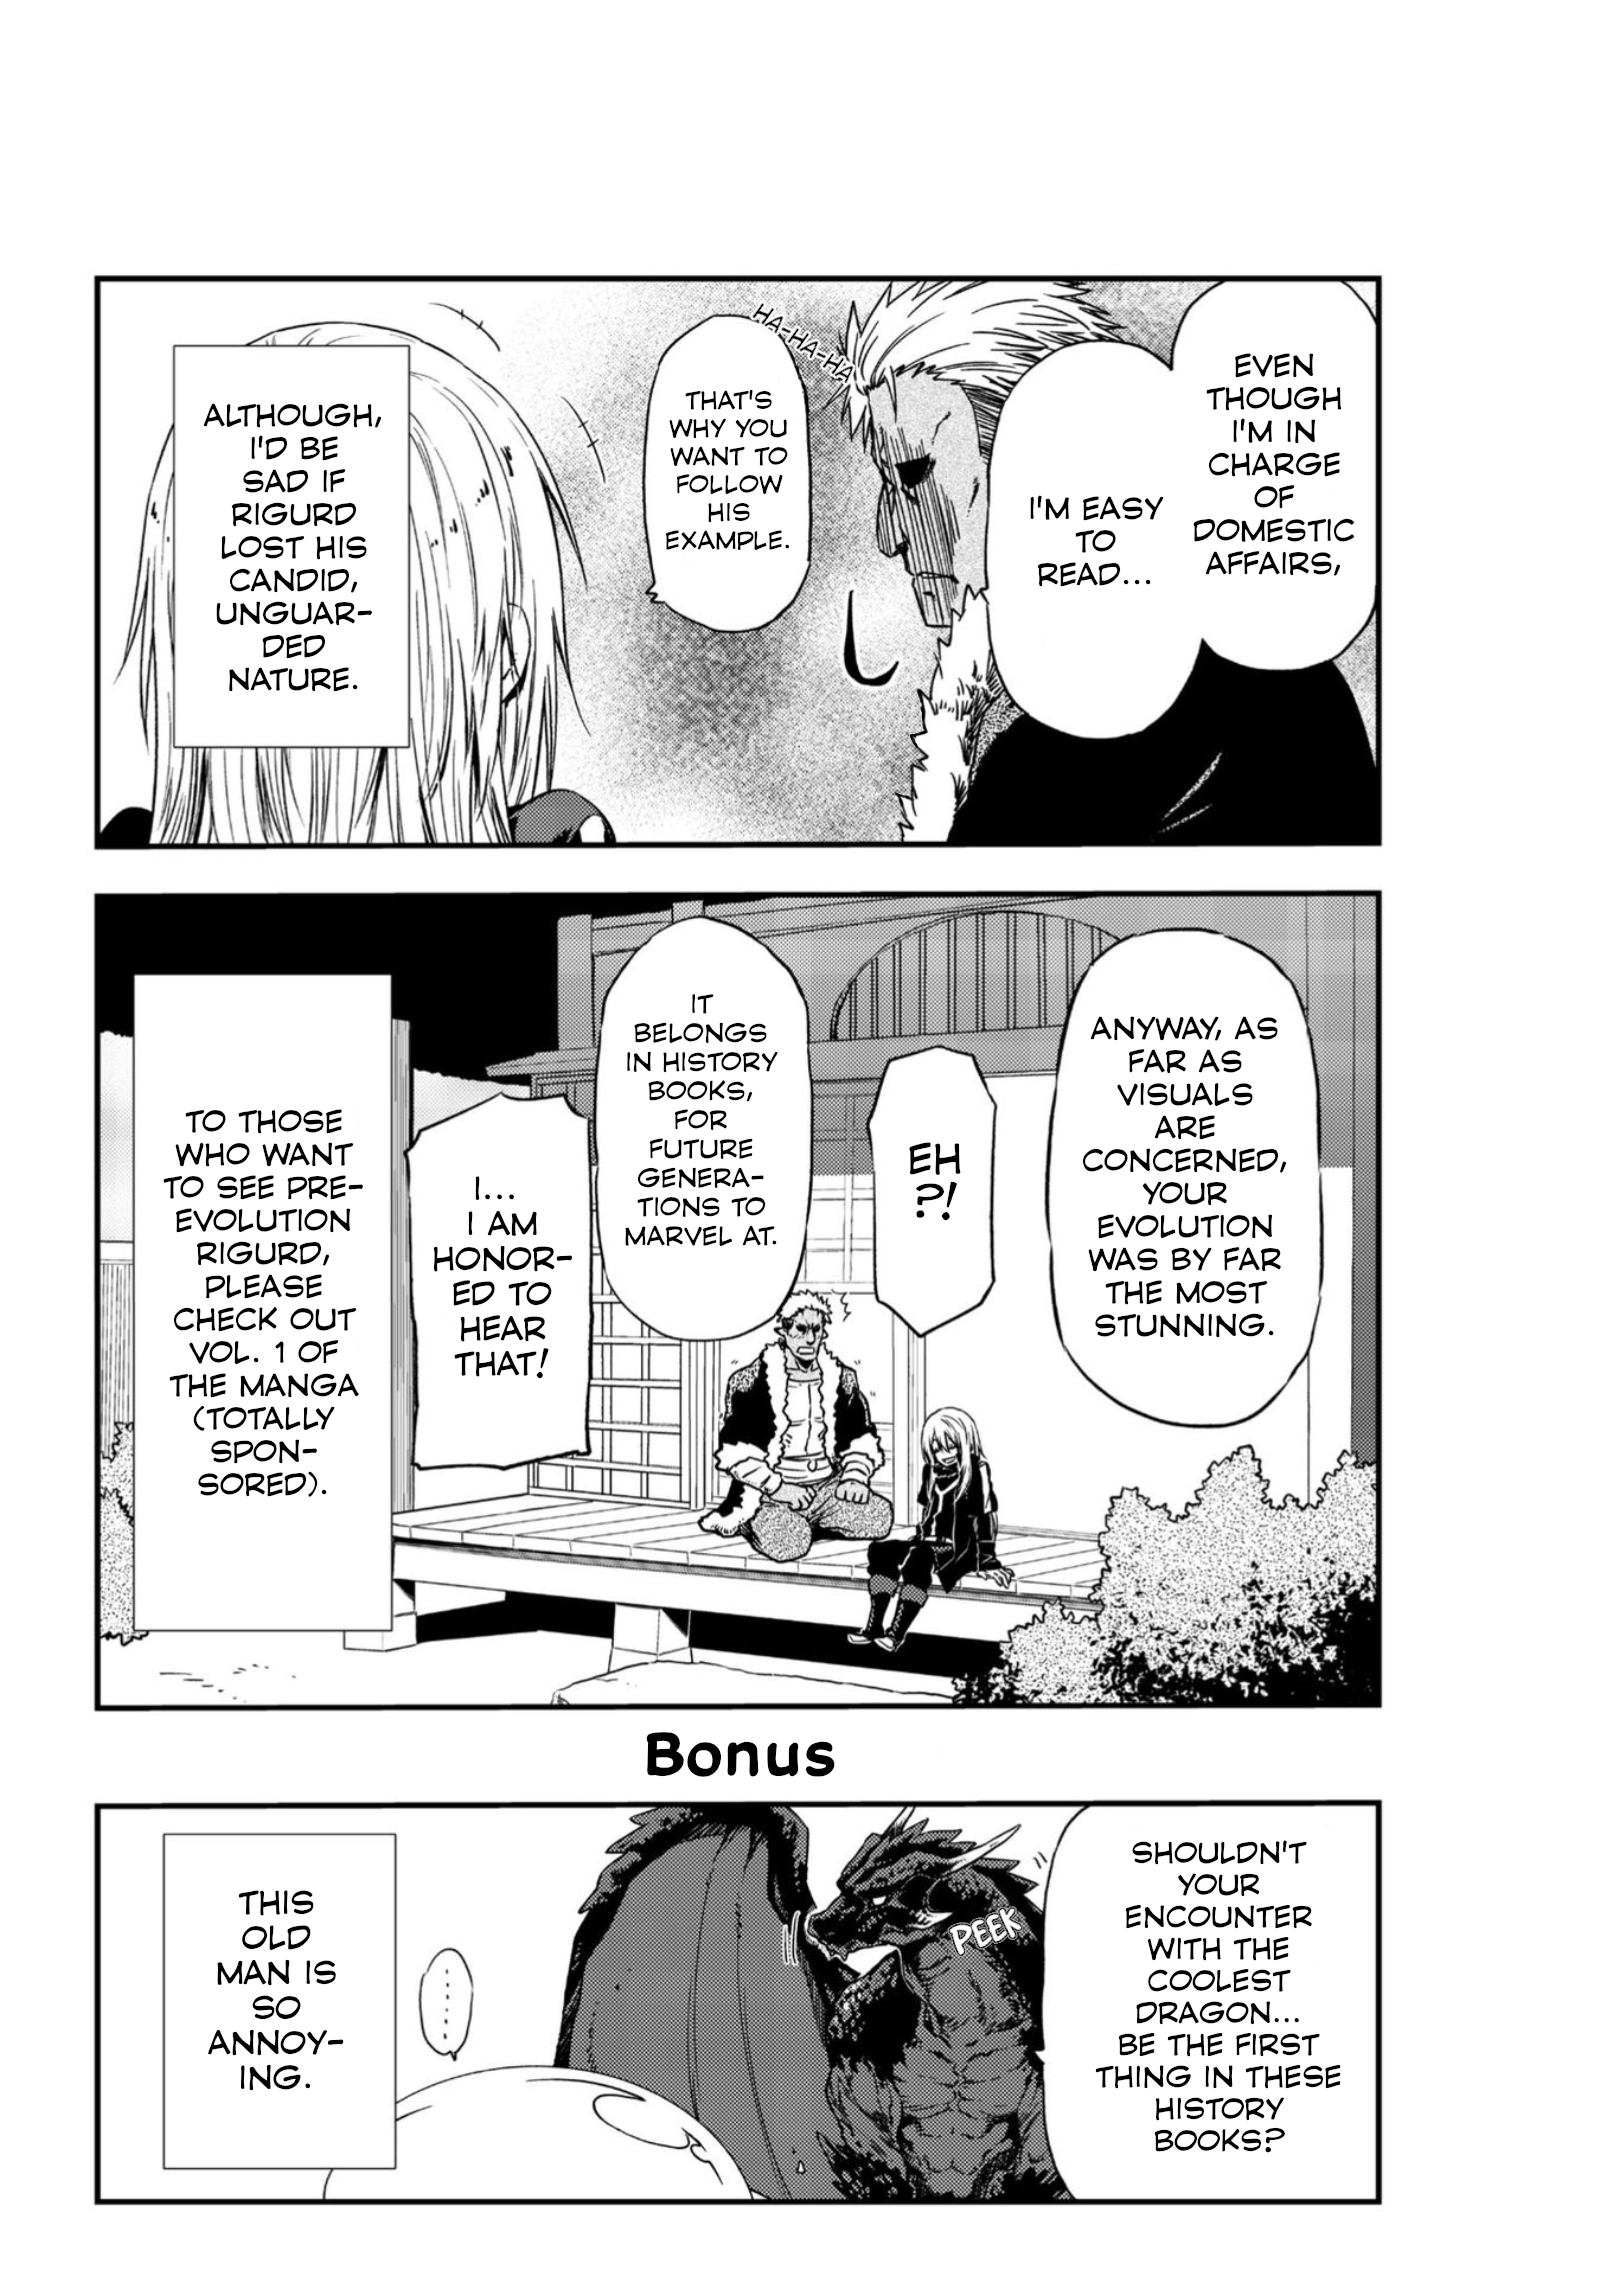 EVEN
THOUGH
I'M IN
CHARGE
OF
DOMESTIC
AFFAIRS,
I'M EASY
TO
READ...
HA-HA-HA-HA
THAT'S
WHY YOU
WANT TO
FOLLOW
HIS
EXAMPLE.
ALTHOUGH,
I'D BE
SAD IF
RIGURD
LOST HIS
CANDID,
UNGUAR-
DED
NATURE.
ANYWAY, AS
FAR AS
VISUALS
ARE
CONCERNED,
YOUR
EVOLUTION
WAS BY FAR
THE MOST
STUNNING.
EH
?!
IT
BELONGS
IN HISTORY
BOOKS,
FOR
FUTURE
GENERA-
TIONS TO
MARVEL AT.
I...
I AM
HONOR-
ED TO
HEAR
THAT!
TO THOSE
WHO WANT
TO SEE PRE-
EVOLUTION
RIGURD,
PLEASE
CHECK OUT
VOL. 1 OF
THE MANGA
(TOTALLY
SPON-
SORED).
Bonus
SHOULDN'T
YOUR
ENCOUNTER
WITH THE
COOLEST
DRAGON...
BE THE FIRST
THING IN THESE
HISTORY
BOOKS?
PEEK
......
THIS
OLD
MAN IS
SO
ANNOY-
ING.